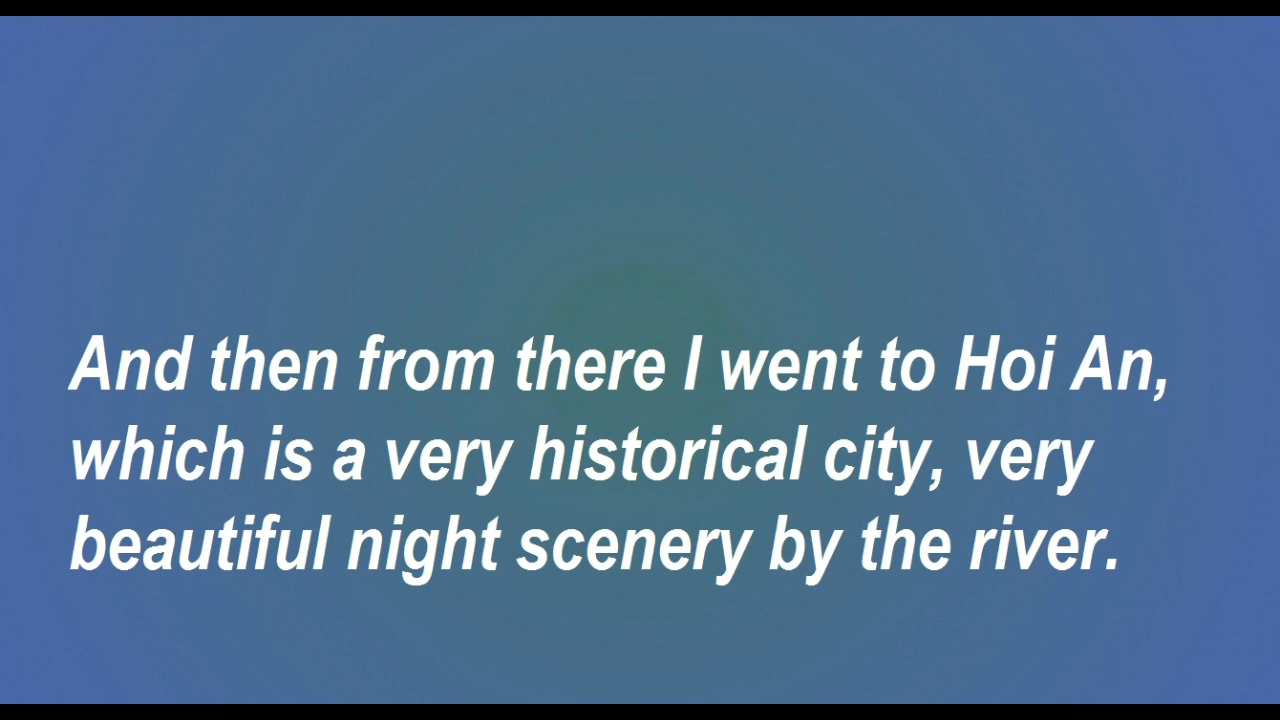 And then from there I went to Hoi An,
which is a very historical city, very
beautiful night scenery by the river.